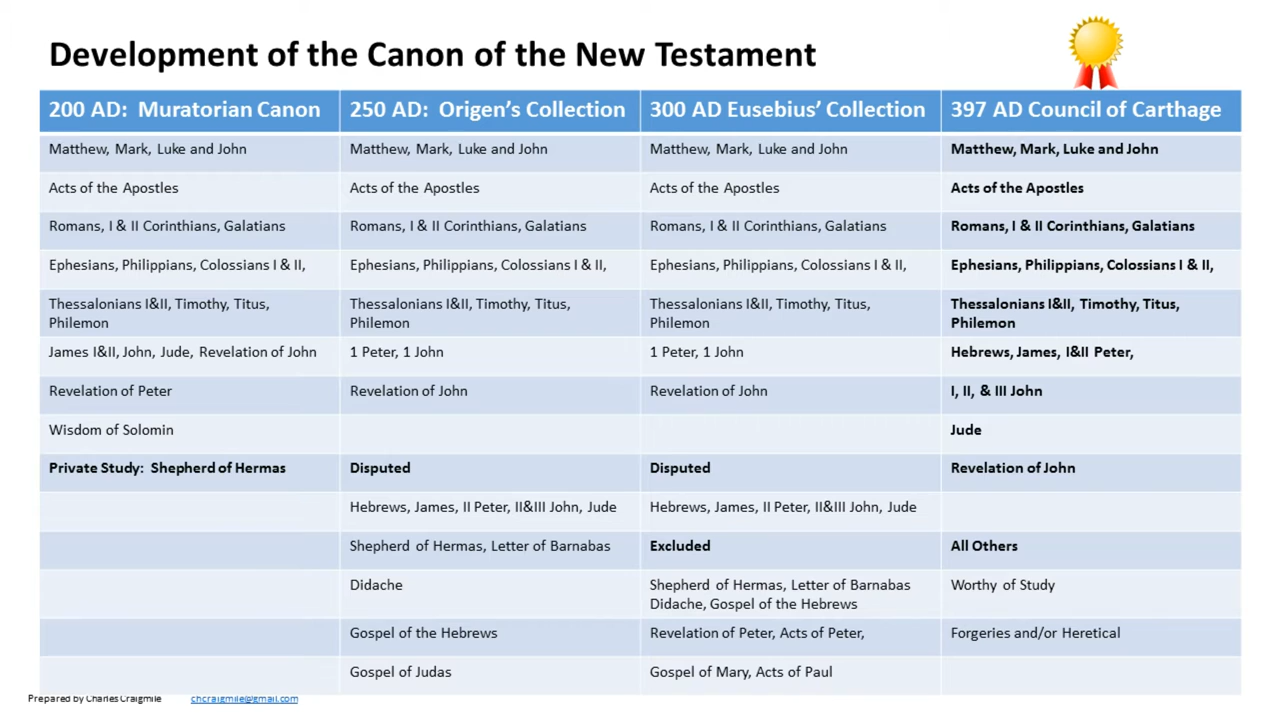 Development of the Canon of the New Testament
200 AD: Muratorian Canon
250 AD: Origen's Collection
300 AD Eusebius' Collection
397 AD Council of Carthage
Matthew, Mark, Luke and John
Matthew, Mark, Luke and John
Matthew, Mark, Luke and John
Matthew, Mark, Luke and John
Acts of the Apostles
Acts of the Apostles
Acts of the Apostles
Acts of the Apostles
Romans, I & II Corinthians, Galatians
Romans, I & II Corinthians, Galatians
Romans, I & II Corinthians, Galatians
Romans, I & II Corinthians, Galatians
Ephesians, Philippians, Colossians I & II,
Ephesians, Philippians, Colossians I & II,
Ephesians, Philippians, Colossians I & II,
Ephesians, Philippians, Colossians I & II,
Thessalonians I&II, Timothy, Titus,
Philemon
Thessalonians I&II, Timothy, Titus,
Philemon
Thessalonians I&II, Timothy, Titus,
Philemon
Thessalonians I&II, Timothy, Titus,
Philemon
James I&II, John, Jude, Revelation of John
1 Peter, 1 John
1 Peter, 1 John
Hebrews, James, I&II Peter,
Revelation of Peter
Revelation of John
Revelation of John
I, II, & III John
Wisdom of Solomin
Jude
Private Study: Shepherd of Hermas
Disputed
Disputed
Revelation of John
Hebrews, James, II Peter, II&III John, Jude
Hebrews, James, II Peter, II&III John, Jude
Shepherd of Hermas, Letter of Barnabas
Excluded
All Others
Didache
Shepherd of Hermas, Letter of Barnabas
Didache, Gospel of the Hebrews
Worthy of Study
Gospel of the Hebrews
Revelation of Peter, Acts of Peter,
Forgeries and/or Heretical
Gospel of Judas
Gospel of Mary, Acts of Paul
Prepared by Charles Craigmile chcraigmile@gmail.com